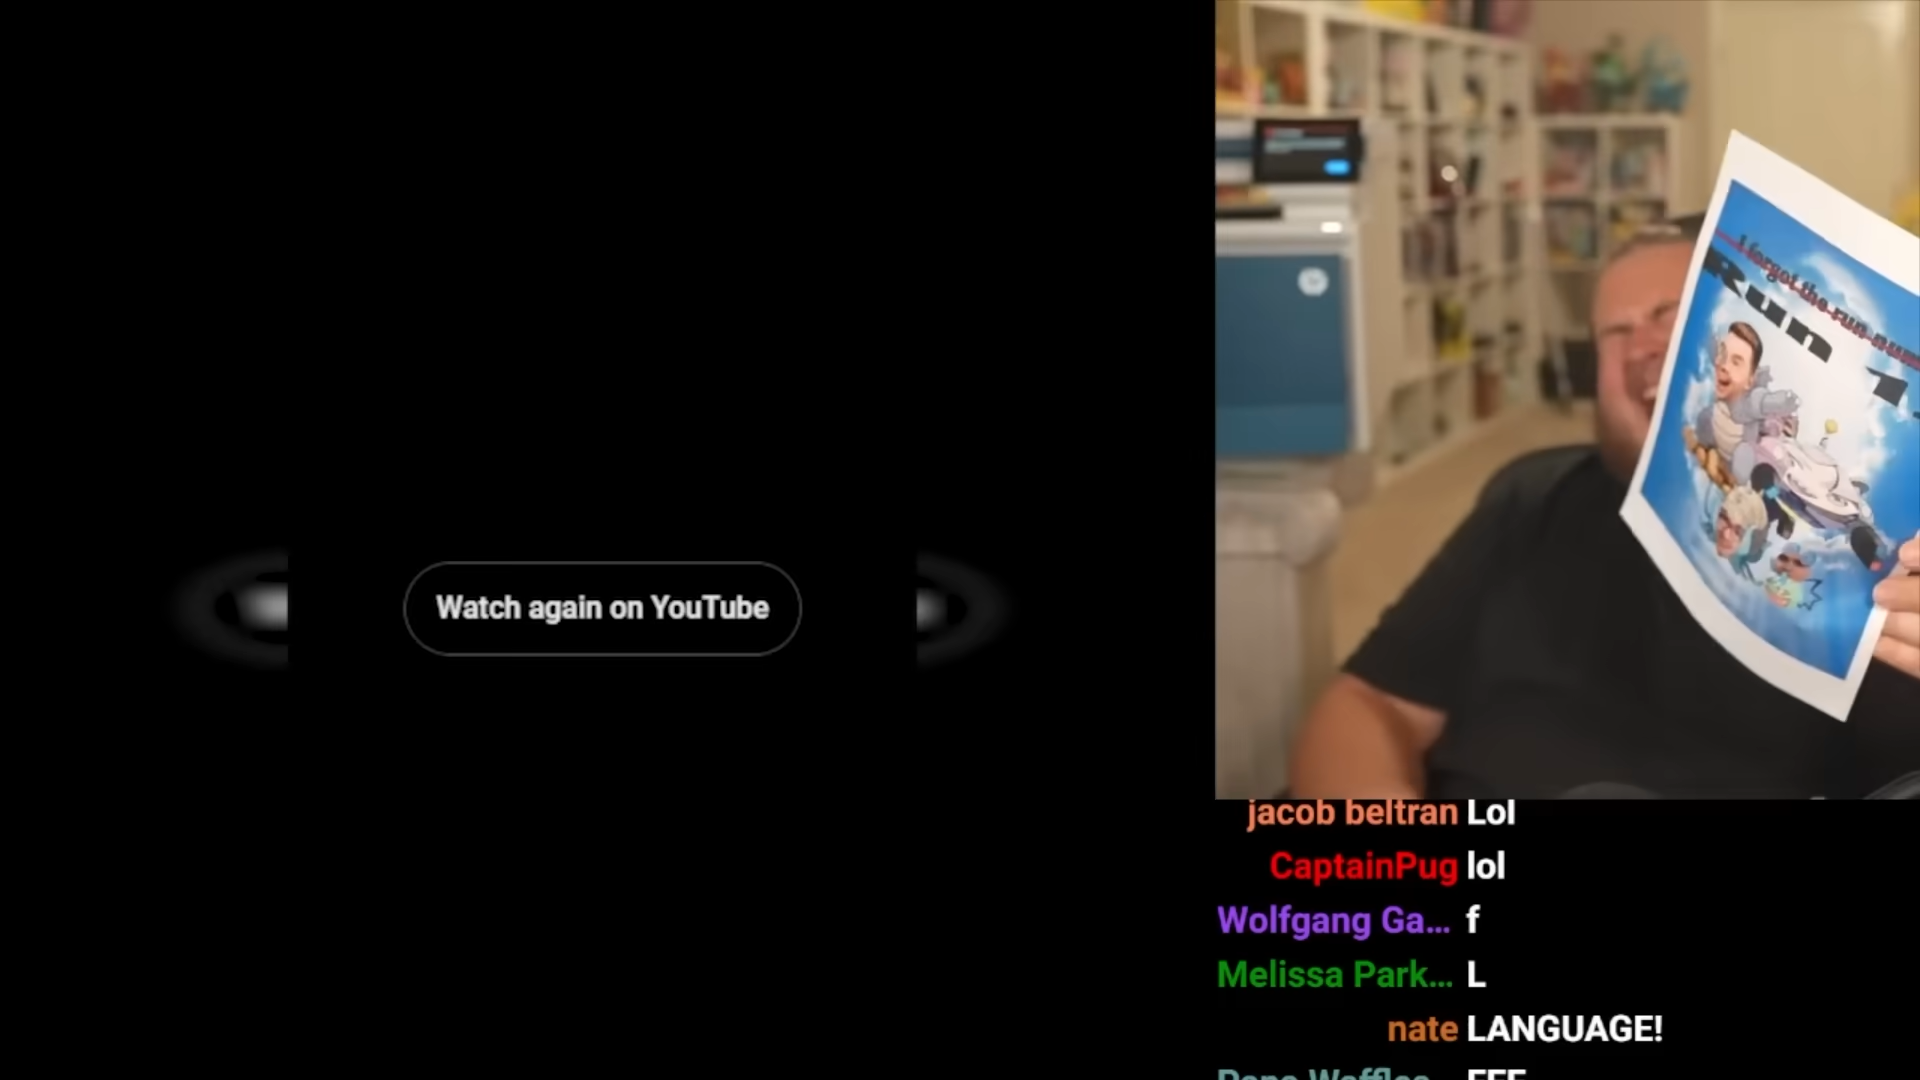 Watch again on YouTube
I forgot the run num
Run 1
jacob beltran Lol
CaptainPug lol
Wolfgang Ga... f
Melissa Park... L
nate LANGUAGE!